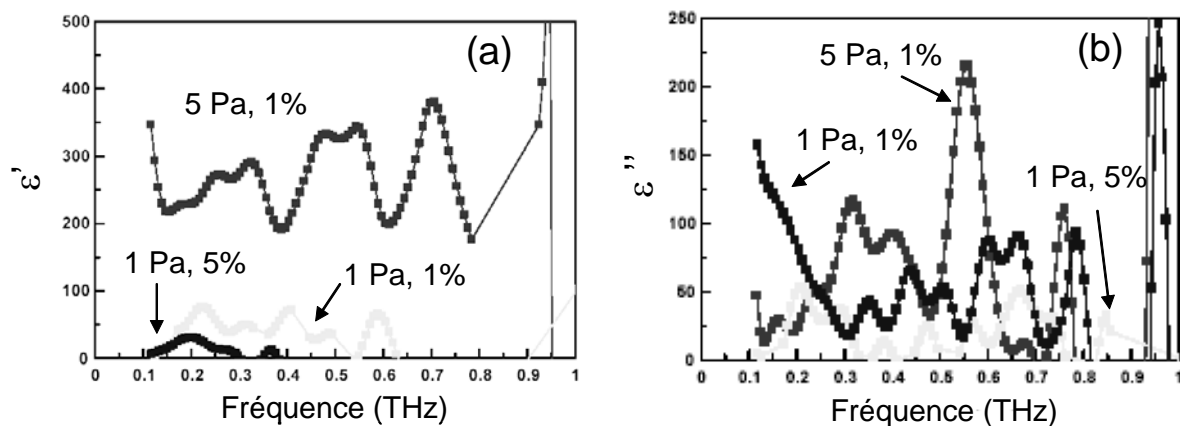 (a)
500
400
300
200
100
0
ε'
5 Pa, 1%
1 Pa, 5%
1 Pa, 1%
0 0.1 0.2 0.3 0.4 0.5 0.6 0.7 0.8 0.9 1
Fréquence (THz)
(b)
250
200
150
100
50
0
ε''
5 Pa, 1%
1 Pa, 1%
1 Pa, 5%
0 0.1 0.2 0.3 0.4 0.5 0.6 0.7 0.8 0.9 1
Fréquence (THz)